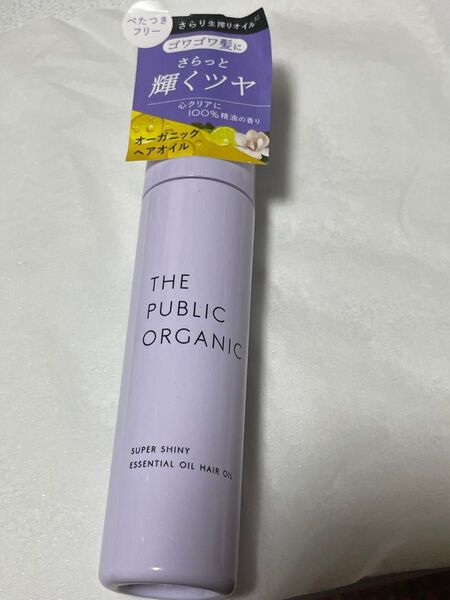 べたつき
フリー
さらり生搾りオイル
ゴワゴワ髪に
さらっと
輝くツヤ
心クリアに
100%精油の香り
オーガニック
ヘアオイル
THE
PUBLIC
ORGANIC
SUPER SHINY
ESSENTIAL OIL HAIR OIL